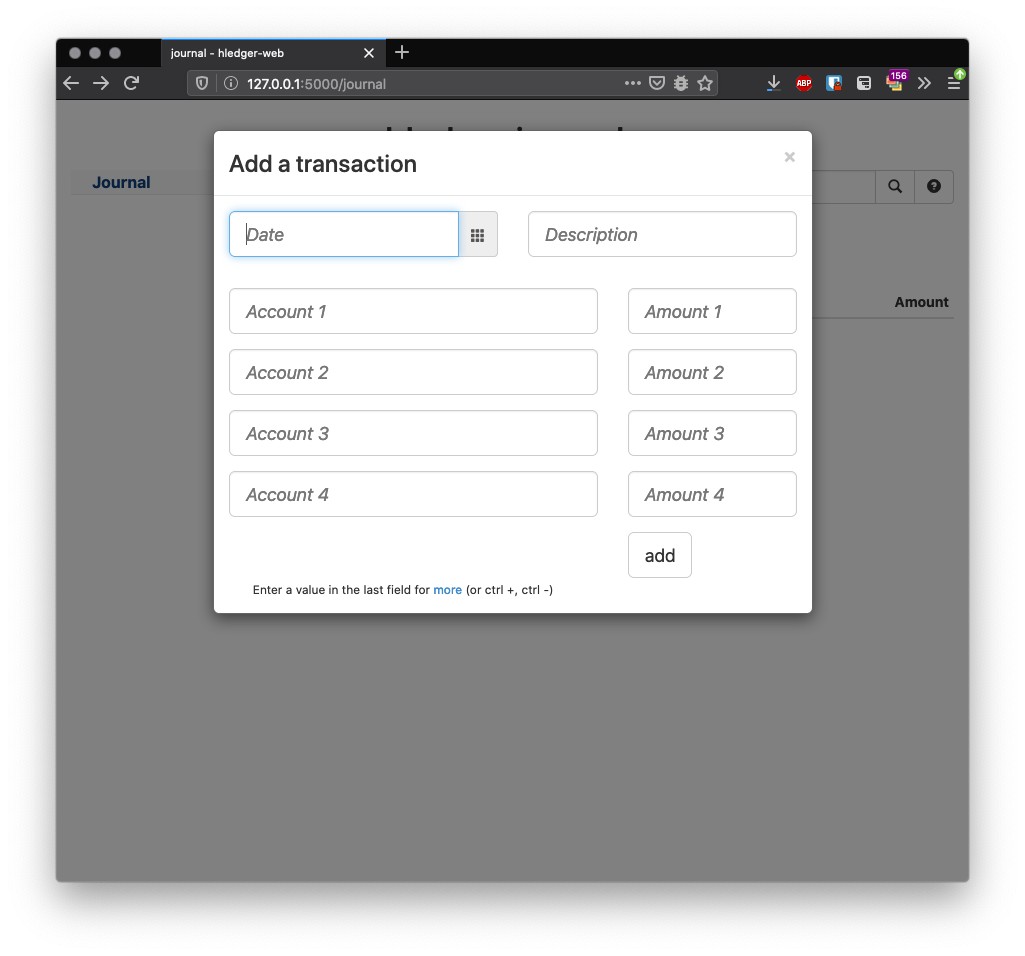 journal - hledger-web
127.0.0.1:5000/journal
ABP
156
Add a transaction
×
Journal
Date
Description
Account 1
Amount 1
Amount
Account 2
Amount 2
Account 3
Amount 3
Account 4
Amount 4
add
Enter a value in the last field for more (or ctrl +, ctrl -)